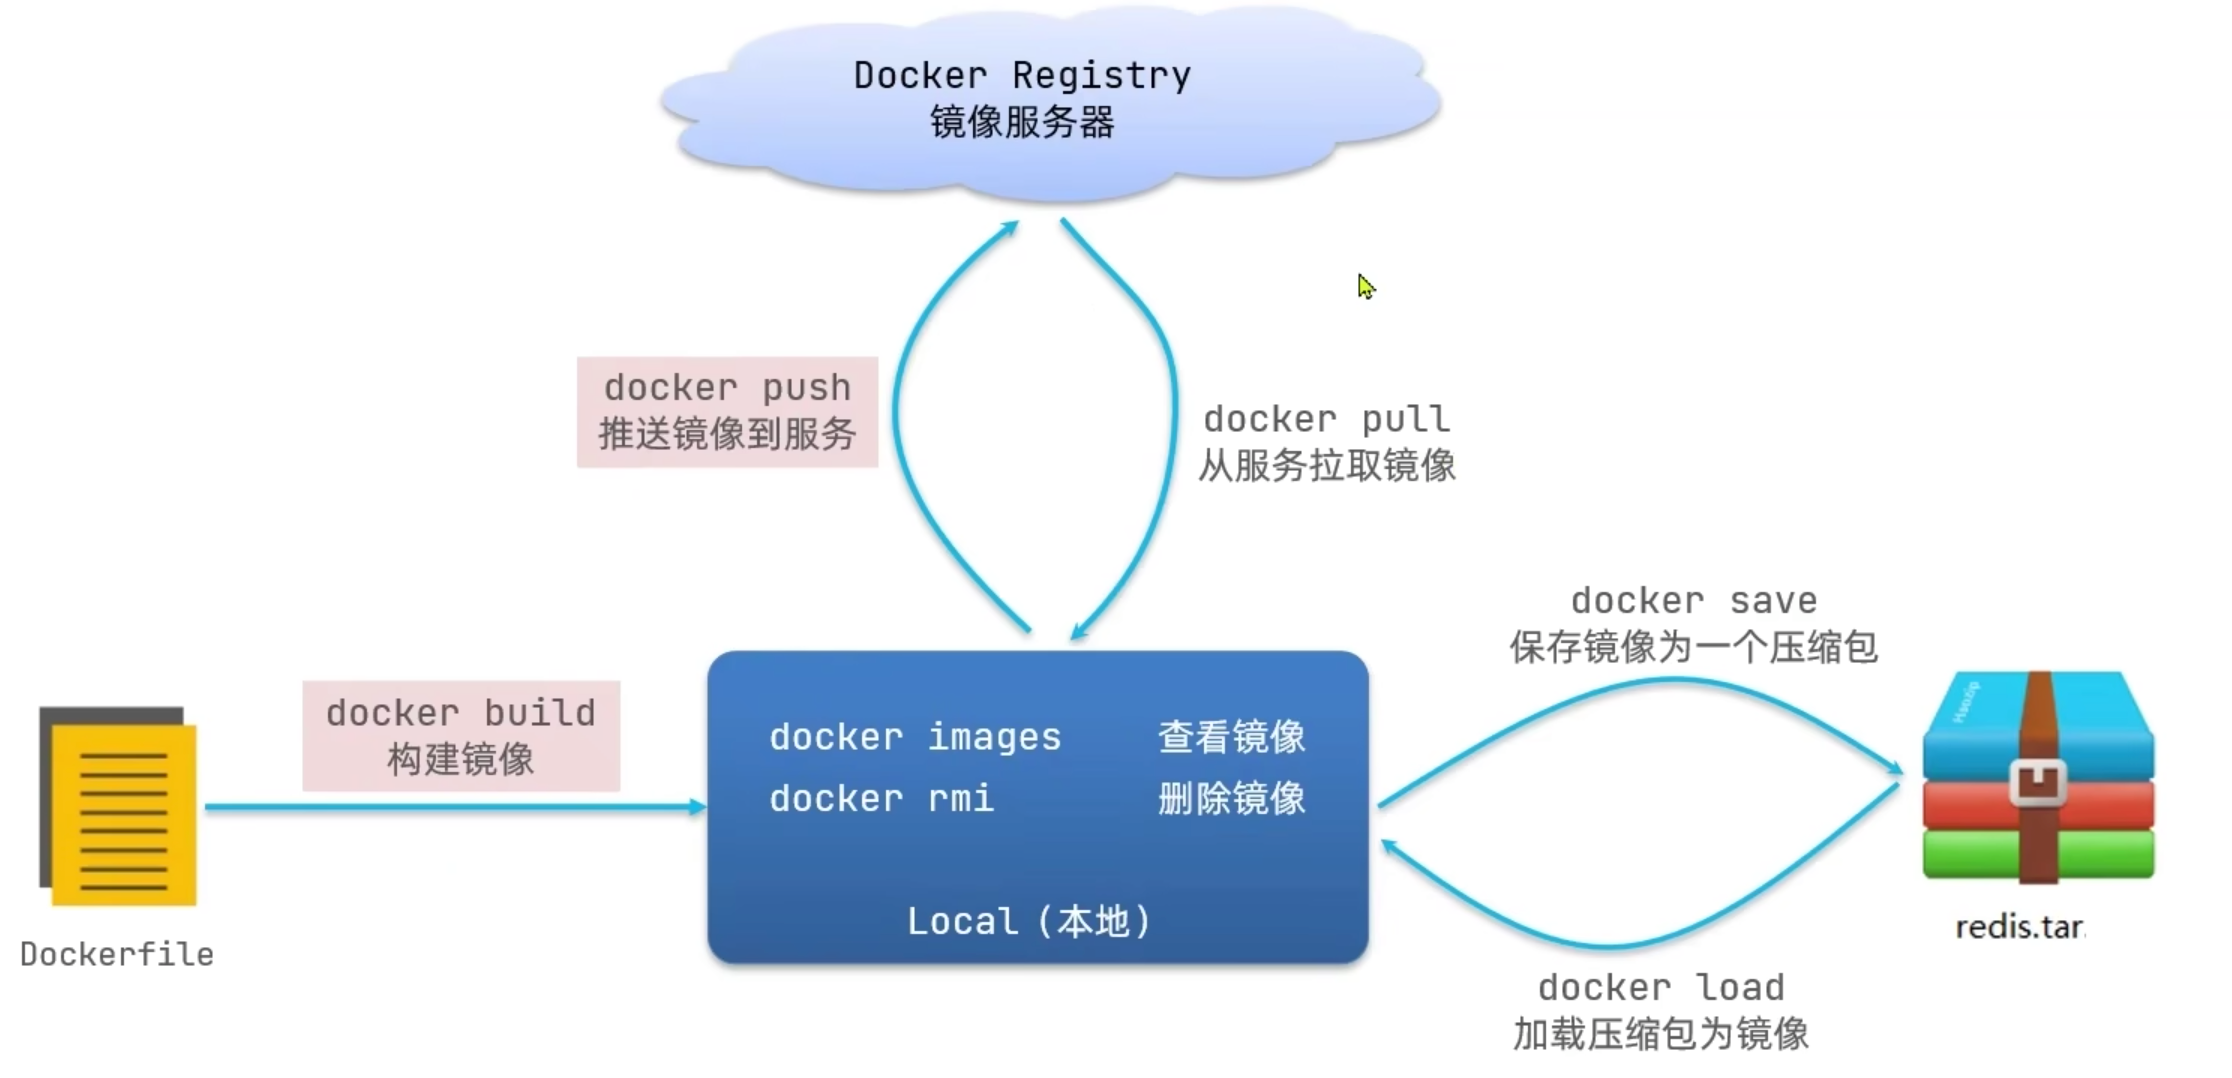 Docker Registry
镜像服务器
docker push
推送镜像到服务
docker pull
从服务拉取镜像
docker save
保存镜像为一个压缩包
docker build
构建镜像
docker images 查看镜像
docker rmi 删除镜像
Local（本地）
Dockerfile
redis.tar
docker load
加载压缩包为镜像